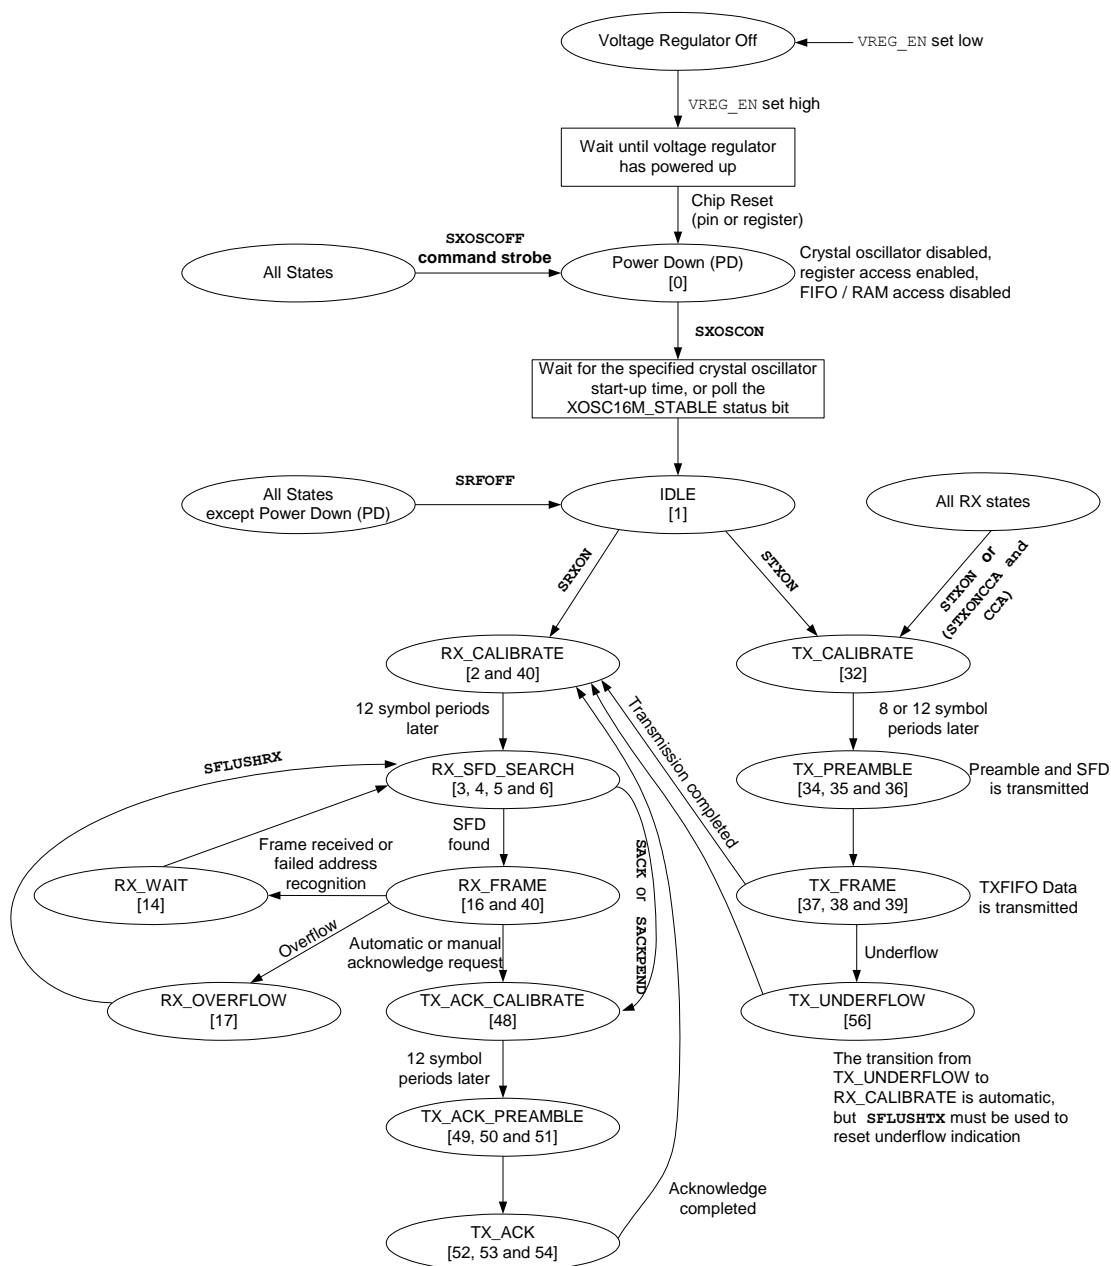 Voltage Regulator Off
VREG_EN set low
VREG_EN set high
Wait until voltage regulator
has powered up
Chip Reset
(pin or register)
SXOSCOFF
command strobe
All States
Power Down (PD)
[0]
Crystal oscillator disabled,
register access enabled,
FIFO / RAM access disabled
SXOSCON
Wait for the specified crystal oscillator
start-up time, or poll the
XOSC16M_STABLE status bit
All States
except Power Down (PD)
SRFOFF
IDLE
[1]
All RX states
SRXON
STXON
STXON or
(STXONCCA and
CCA)
RX_CALIBRATE
[2 and 40]
TX_CALIBRATE
[32]
12 symbol periods
later
8 or 12 symbol
periods later
Transmission completed
SFLUSHRX
RX_SFD_SEARCH
[3, 4, 5 and 6]
TX_PREAMBLE
[34, 35 and 36]
Preamble and SFD
is transmitted
SFD
found
SACK or SACKPEND
Frame received or
failed address
recognition
RX_WAIT
[14]
RX_FRAME
[16 and 40]
TX_FRAME
[37, 38 and 39]
TXFIFO Data
is transmitted
Overflow
Automatic or manual
acknowledge request
Underflow
RX_OVERFLOW
[17]
TX_ACK_CALIBRATE
[48]
TX_UNDERFLOW
[56]
12 symbol
periods later
The transition from
TX_UNDERFLOW to
RX_CALIBRATE is automatic,
but SFLUSHTX must be used to
reset underflow indication
TX_ACK_PREAMBLE
[49, 50 and 51]
Acknowledge
completed
TX_ACK
[52, 53 and 54]